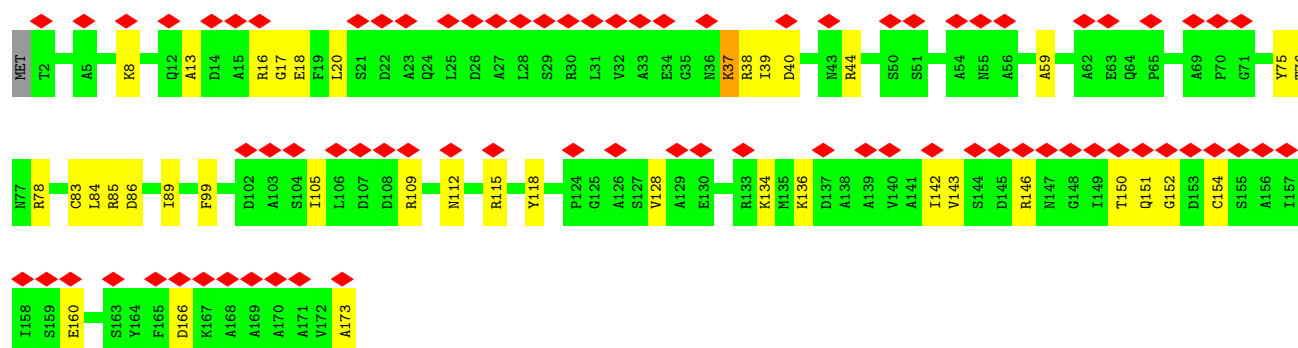 MET T2 A5 K8 Q12 A13 D14 A15 R16 G17 E18 F19 L20 S21 D22 A23 Q24 L25 D26 A27 L28 S29 R30 L31 V32 A33 E34 G35 N36 K37 R38 I39 D40 N43 R44 S50 S51 A54 N55 A56 A59 A62 E63 Q64 P65 A69 P70 G71 Y75
N77 R78 C83 L84 R85 D86 I89 F99 D102 A103 S104 I105 L106 D107 D108 R109 N112 R115 Y118 P124 G125 A126 S127 V128 A129 E130 R133 K134 M135 K136 D137 A138 A139 V140 A141 I142 V143 S144 D145 R146 N147 G148 I149 T150 Q151 G152 D153 C154 S155 A156 I157
I158 S159 E160 S163 Y164 F165 D166 K167 A168 A169 A170 A171 V172 A173